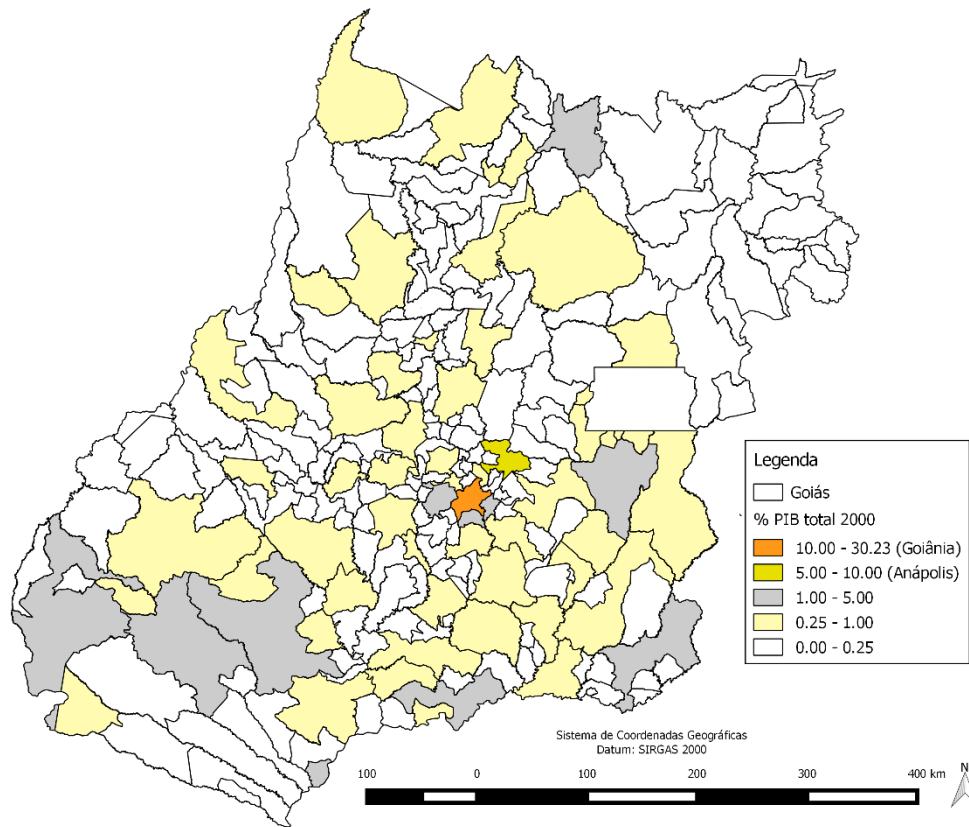 Legenda
Goiás
% PIB total 2000
10.00 - 30.23 (Goiânia)
5.00 - 10.00 (Anápolis)
1.00 - 5.00
0.25 - 1.00
0.00 - 0.25
Sistema de Coordenadas Geográficas
Datum: SIRGAS 2000
100 0 100 200 400 km
N